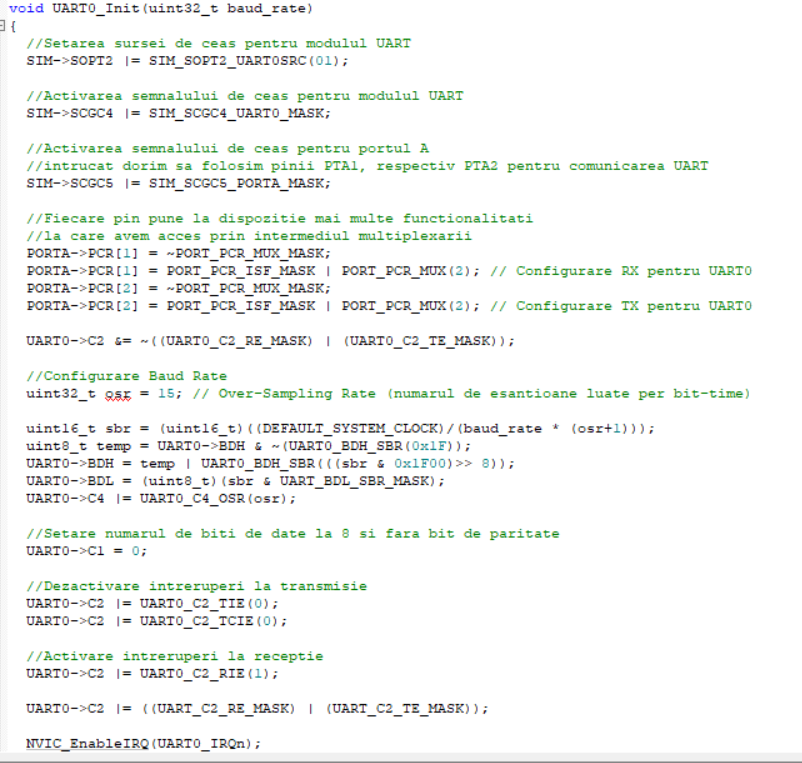 void UART0_Init(uint32_t baud_rate)
{
//Setarea sursei de ceas pentru modulul UART
SIM->SOPT2 |= SIM_SOPT2_UART0SRC(01);
//Activarea semnalului de ceas pentru modulul UART
SIM->SCGC4 |= SIM_SCGC4_UART0_MASK;
//Activarea semnalului de ceas pentru portul A
//intrucat dorim sa folosim pinii PTA1, respectiv PTA2 pentru comunicarea UART
SIM->SCGC5 |= SIM_SCGC5_PORTA_MASK;
//Fiecare pin pune la dispozitie mai multe functionalitati
//la care avem acces prin intermediul multiplexarii
PORTA->PCR[1] = ~PORT_PCR_MUX_MASK;
PORTA->PCR[1] = PORT_PCR_ISF_MASK | PORT_PCR_MUX(2); // Configurare RX pentru UART0
PORTA->PCR[2] = ~PORT_PCR_MUX_MASK;
PORTA->PCR[2] = PORT_PCR_ISF_MASK | PORT_PCR_MUX(2); // Configurare TX pentru UART0
UART0->C2 &= ~((UART0_C2_RE_MASK) | (UART0_C2_TE_MASK));
//Configurare Baud Rate
uint32_t osr = 15; // Over-Sampling Rate (numarul de esantioane luate per bit-time)
uint16_t sbr = (uint16_t)((DEFAULT_SYSTEM_CLOCK)/(baud_rate * (osr+1)));
uint8_t temp = UART0->BDH & ~(UART0_BDH_SBR(0x1F));
UART0->BDH = temp | UART0_BDH_SBR(((sbr & 0x1F00)>> 8));
UART0->BDL = (uint8_t)(sbr & UART_BDL_SBR_MASK);
UART0->C4 |= UART0_C4_OSR(osr);
//Setare numarul de biti de date la 8 si fara bit de paritate
UART0->C1 = 0;
//Dezactivare intreruperi la transmisie
UART0->C2 |= UART0_C2_TIE(0);
UART0->C2 |= UART0_C2_TCIE(0);
//Activare intreruperi la receptie
UART0->C2 |= UART0_C2_RIE(1);
UART0->C2 |= ((UART_C2_RE_MASK) | (UART_C2_TE_MASK));
NVIC_EnableIRQ(UART0_IRQn);